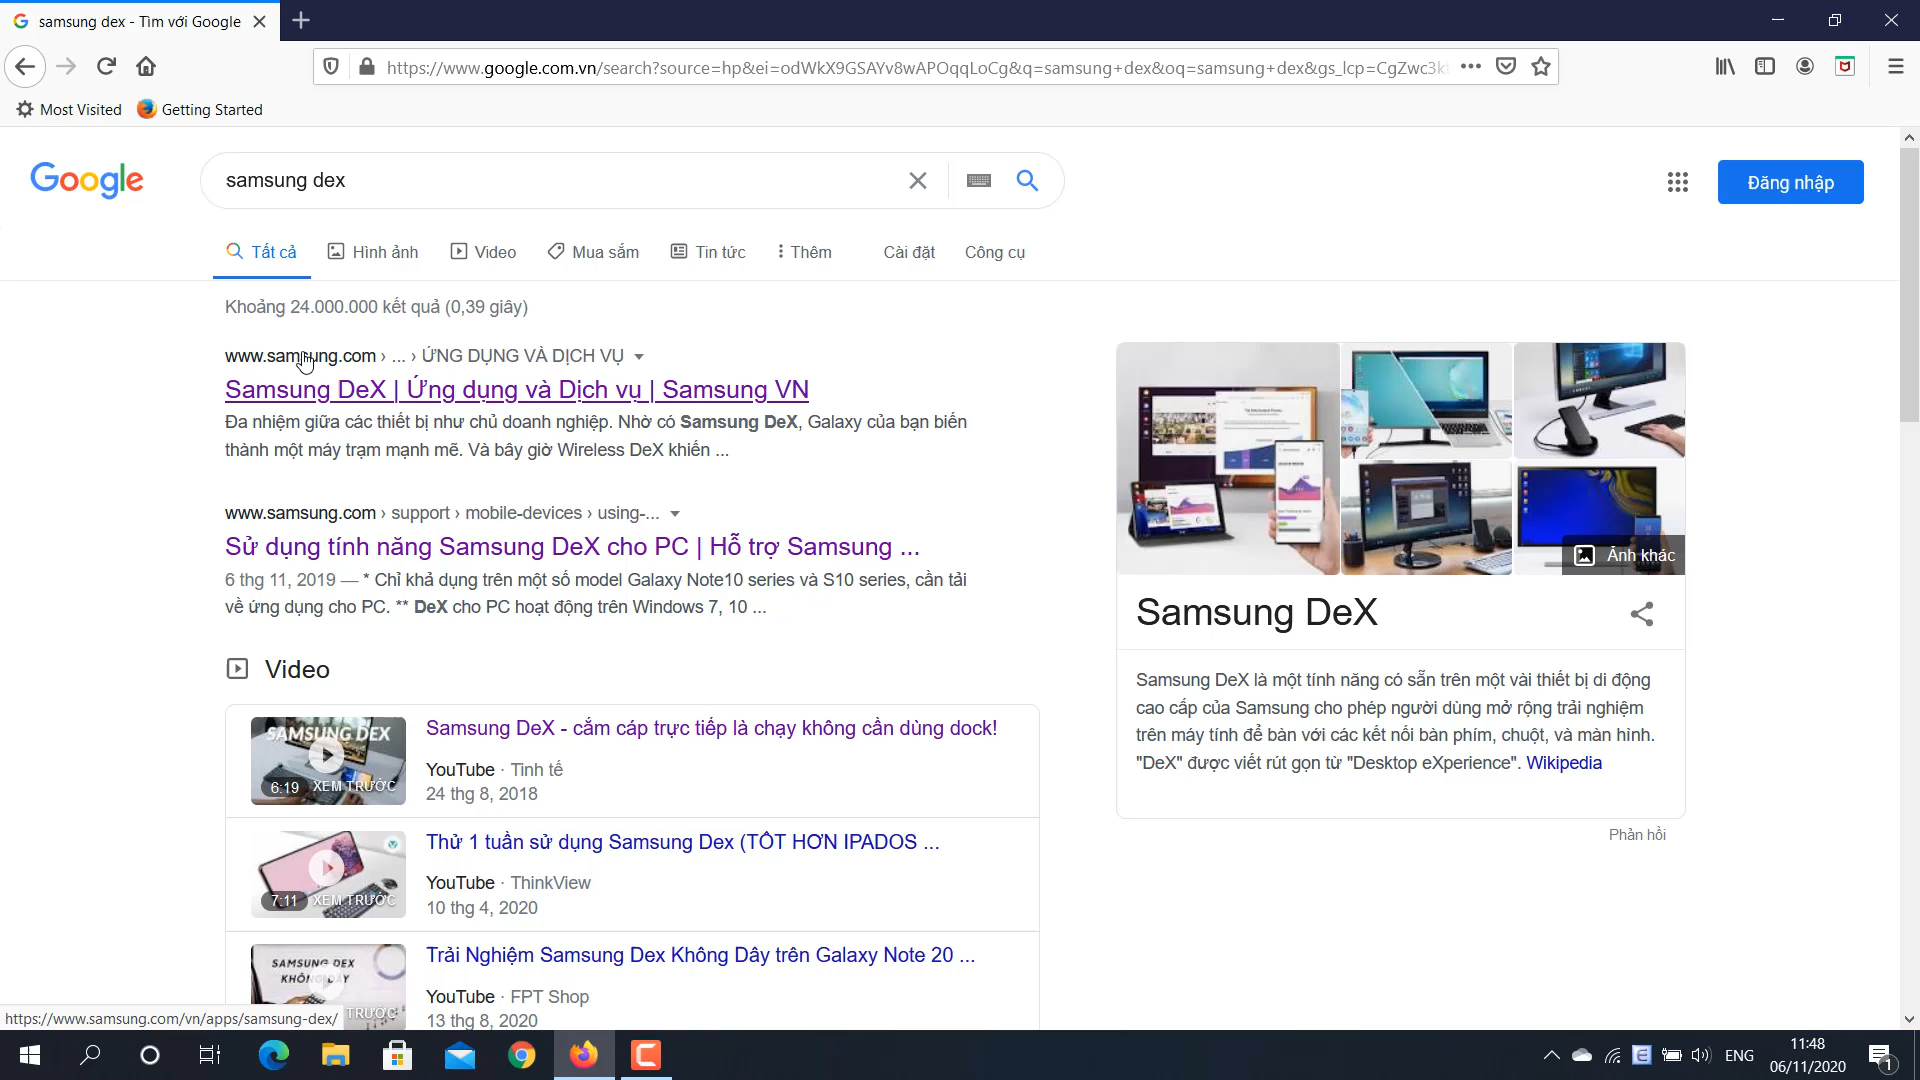 samsung dex - Tìm với Google
https://www.google.com.vn/search?source=hp&ei=odWkX9GSAYv8wAPOqqLoCg&q=samsung+dex&oq=samsung+dex&gs_lcp=CgZwc3k
Most Visited
Getting Started
Google
samsung dex
Đăng nhập
Tất cả
Hình ảnh
Video
Mua sắm
Tin tức
Thêm
Cài đặt
Công cụ
Khoảng 24.000.000 kết quả (0,39 giây)
www.samsung.com › ... › ỨNG DỤNG VÀ DỊCH VỤ
Samsung DeX | Ứng dụng và Dịch vụ | Samsung VN
Đa nhiệm giữa các thiết bị như chủ doanh nghiệp. Nhờ có Samsung DeX, Galaxy của bạn biến
thành một máy trạm mạnh mẽ. Và bây giờ Wireless DeX khiến ...
www.samsung.com › support › mobile-devices › using-...
Sử dụng tính năng Samsung DeX cho PC | Hỗ trợ Samsung ...
6 thg 11, 2019 — * Chỉ khả dụng trên một số model Galaxy Note10 series và S10 series, cần tải
về ứng dụng cho PC. ** DeX cho PC hoạt động trên Windows 7, 10 ...
Video
SAMSUNG DEX
6:19
XEM TRƯỚC
Samsung DeX - cắm cáp trực tiếp là chạy không cần dùng dock!
YouTube · Tinh tế
24 thg 8, 2018
7:11
XEM TRƯỚC
Thử 1 tuần sử dụng Samsung Dex (TỐT HƠN IPADOS ...
YouTube · ThinkView
10 thg 4, 2020
SAMSUNG DEX
KHÔNG DÂY
TRƯỚC
Trải Nghiệm Samsung Dex Không Dây trên Galaxy Note 20 ...
YouTube · FPT Shop
13 thg 8, 2020
Ảnh khác
Samsung DeX
Samsung DeX là một tính năng có sẵn trên một vài thiết bị di động
cao cấp của Samsung cho phép người dùng mở rộng trải nghiệm
trên máy tính để bàn với các kết nối bàn phím, chuột, và màn hình.
"DeX" được viết rút gọn từ "Desktop eXperience". Wikipedia
Phản hồi
https://www.samsung.com/vn/apps/samsung-dex/
ENG
11:48
06/11/2020
1